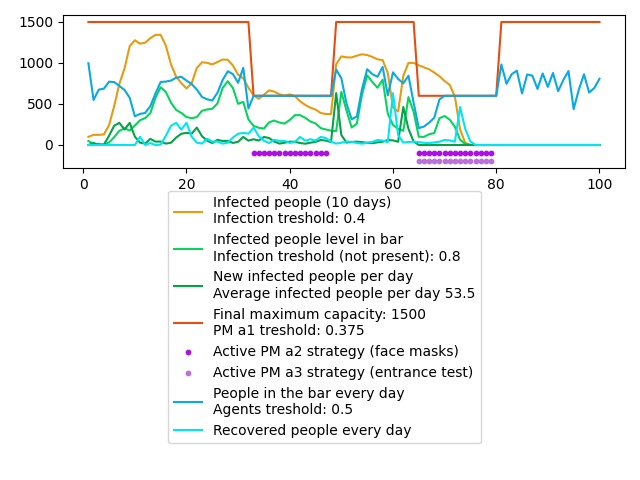 1500
1000
500
0
0 20 40 60 80 100
Infected people (10 days)
Infection treshold: 0.4
Infected people level in bar
Infection treshold (not present): 0.8
New infected people per day
Average infected people per day 53.5
Final maximum capacity: 1500
PM a1 treshold: 0.375
Active PM a2 strategy (face masks)
Active PM a3 strategy (entrance test)
People in the bar every day
Agents treshold: 0.5
Recovered people every day